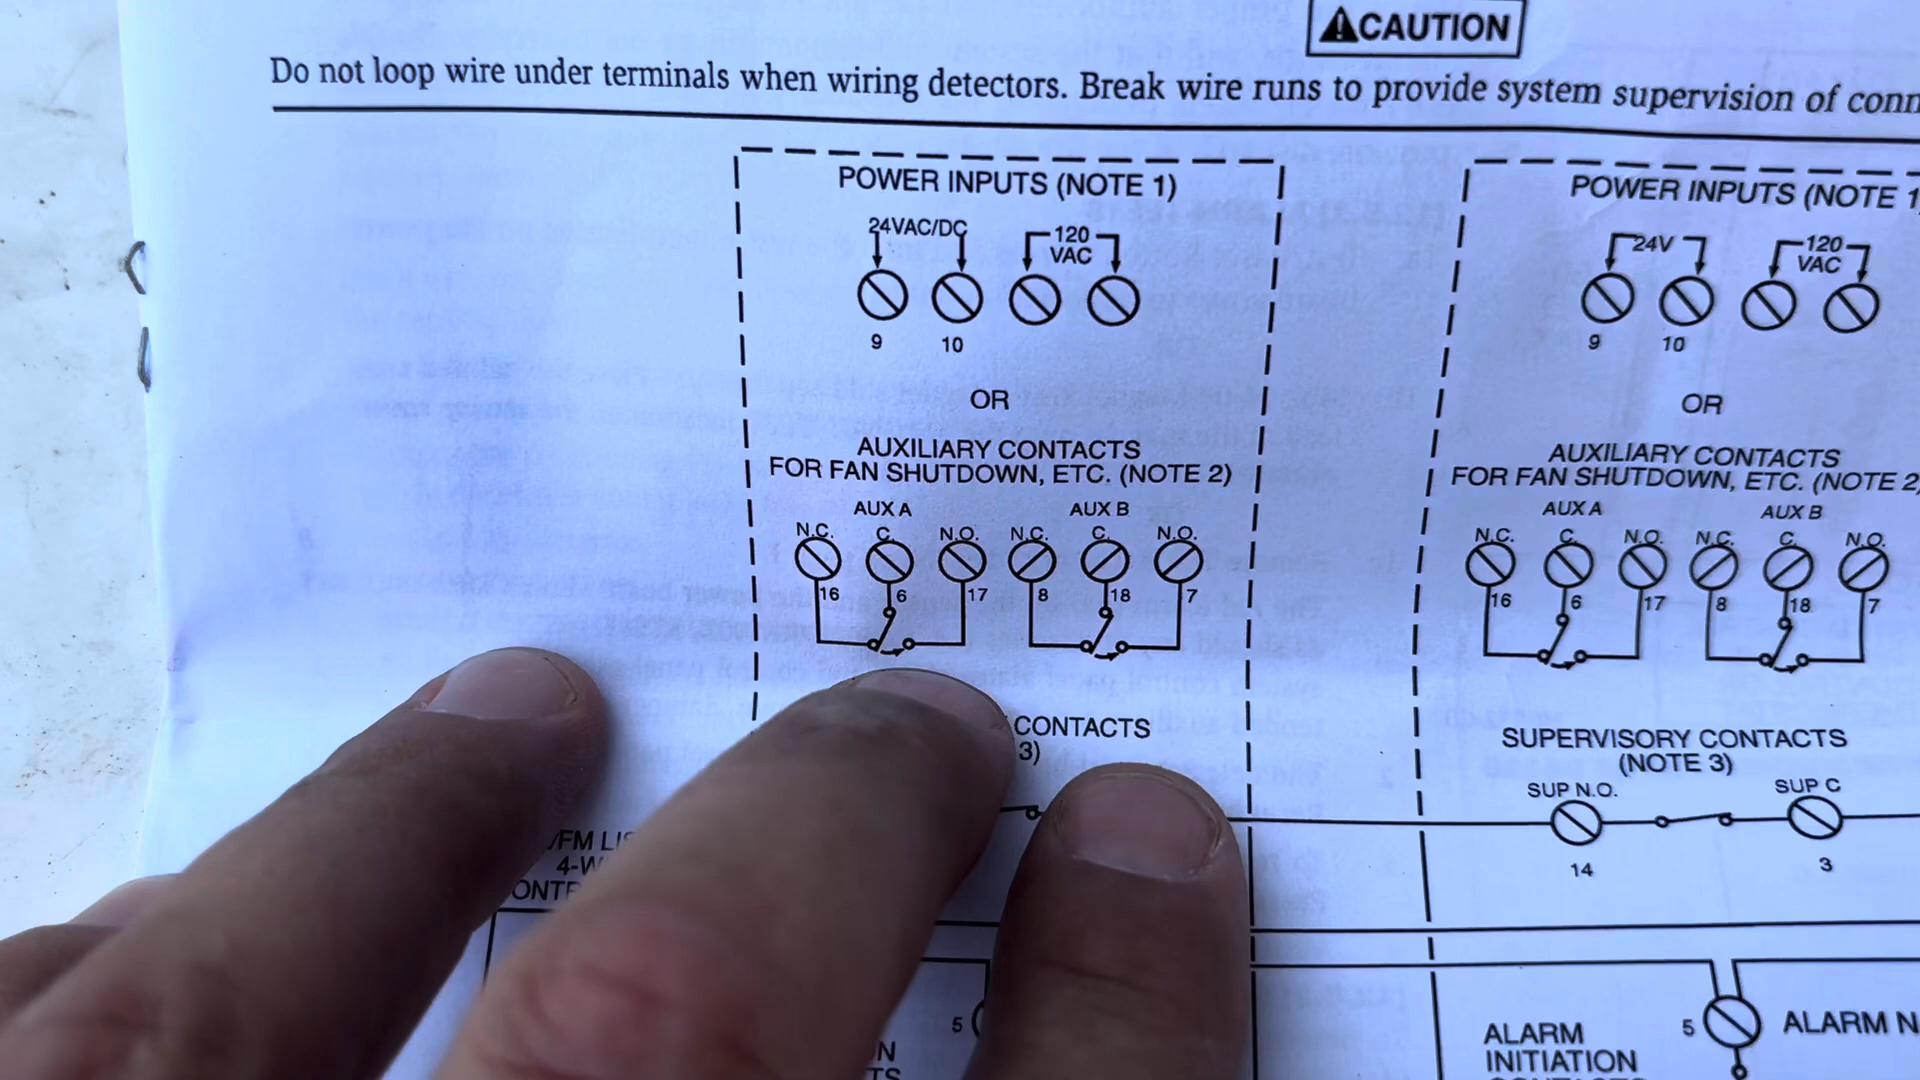 CAUTION
Do not loop wire under terminals when wiring detectors. Break wire runs to provide system supervision of
POWER INPUTS (NOTE 1)
24VAC/DC
120
VAC
9
10
OR
AUXILIARY CONTACTS
FOR FAN SHUTDOWN, ETC. (NOTE 2)
AUX A
AUX B
N.C.
C.
N.O.
N.C.
C.
N.O.
16
6
17
8
18
7
CONTACTS
3)
4-W
5
POWER INPUTS (NOTE 1
24V
120
VAC
9
10
OR
AUXILIARY CONTACTS
FOR FAN SHUTDOWN, ETC. (NOTE 2
AUX A
AUX B
N.C.
C.
N.O.
N.C.
C.
N.O.
16
6
17
8
18
7
SUPERVISORY CONTACTS
(NOTE 3)
SUP N.O.
SUP C
14
3
ALARM
INITIATION
5
ALARM N